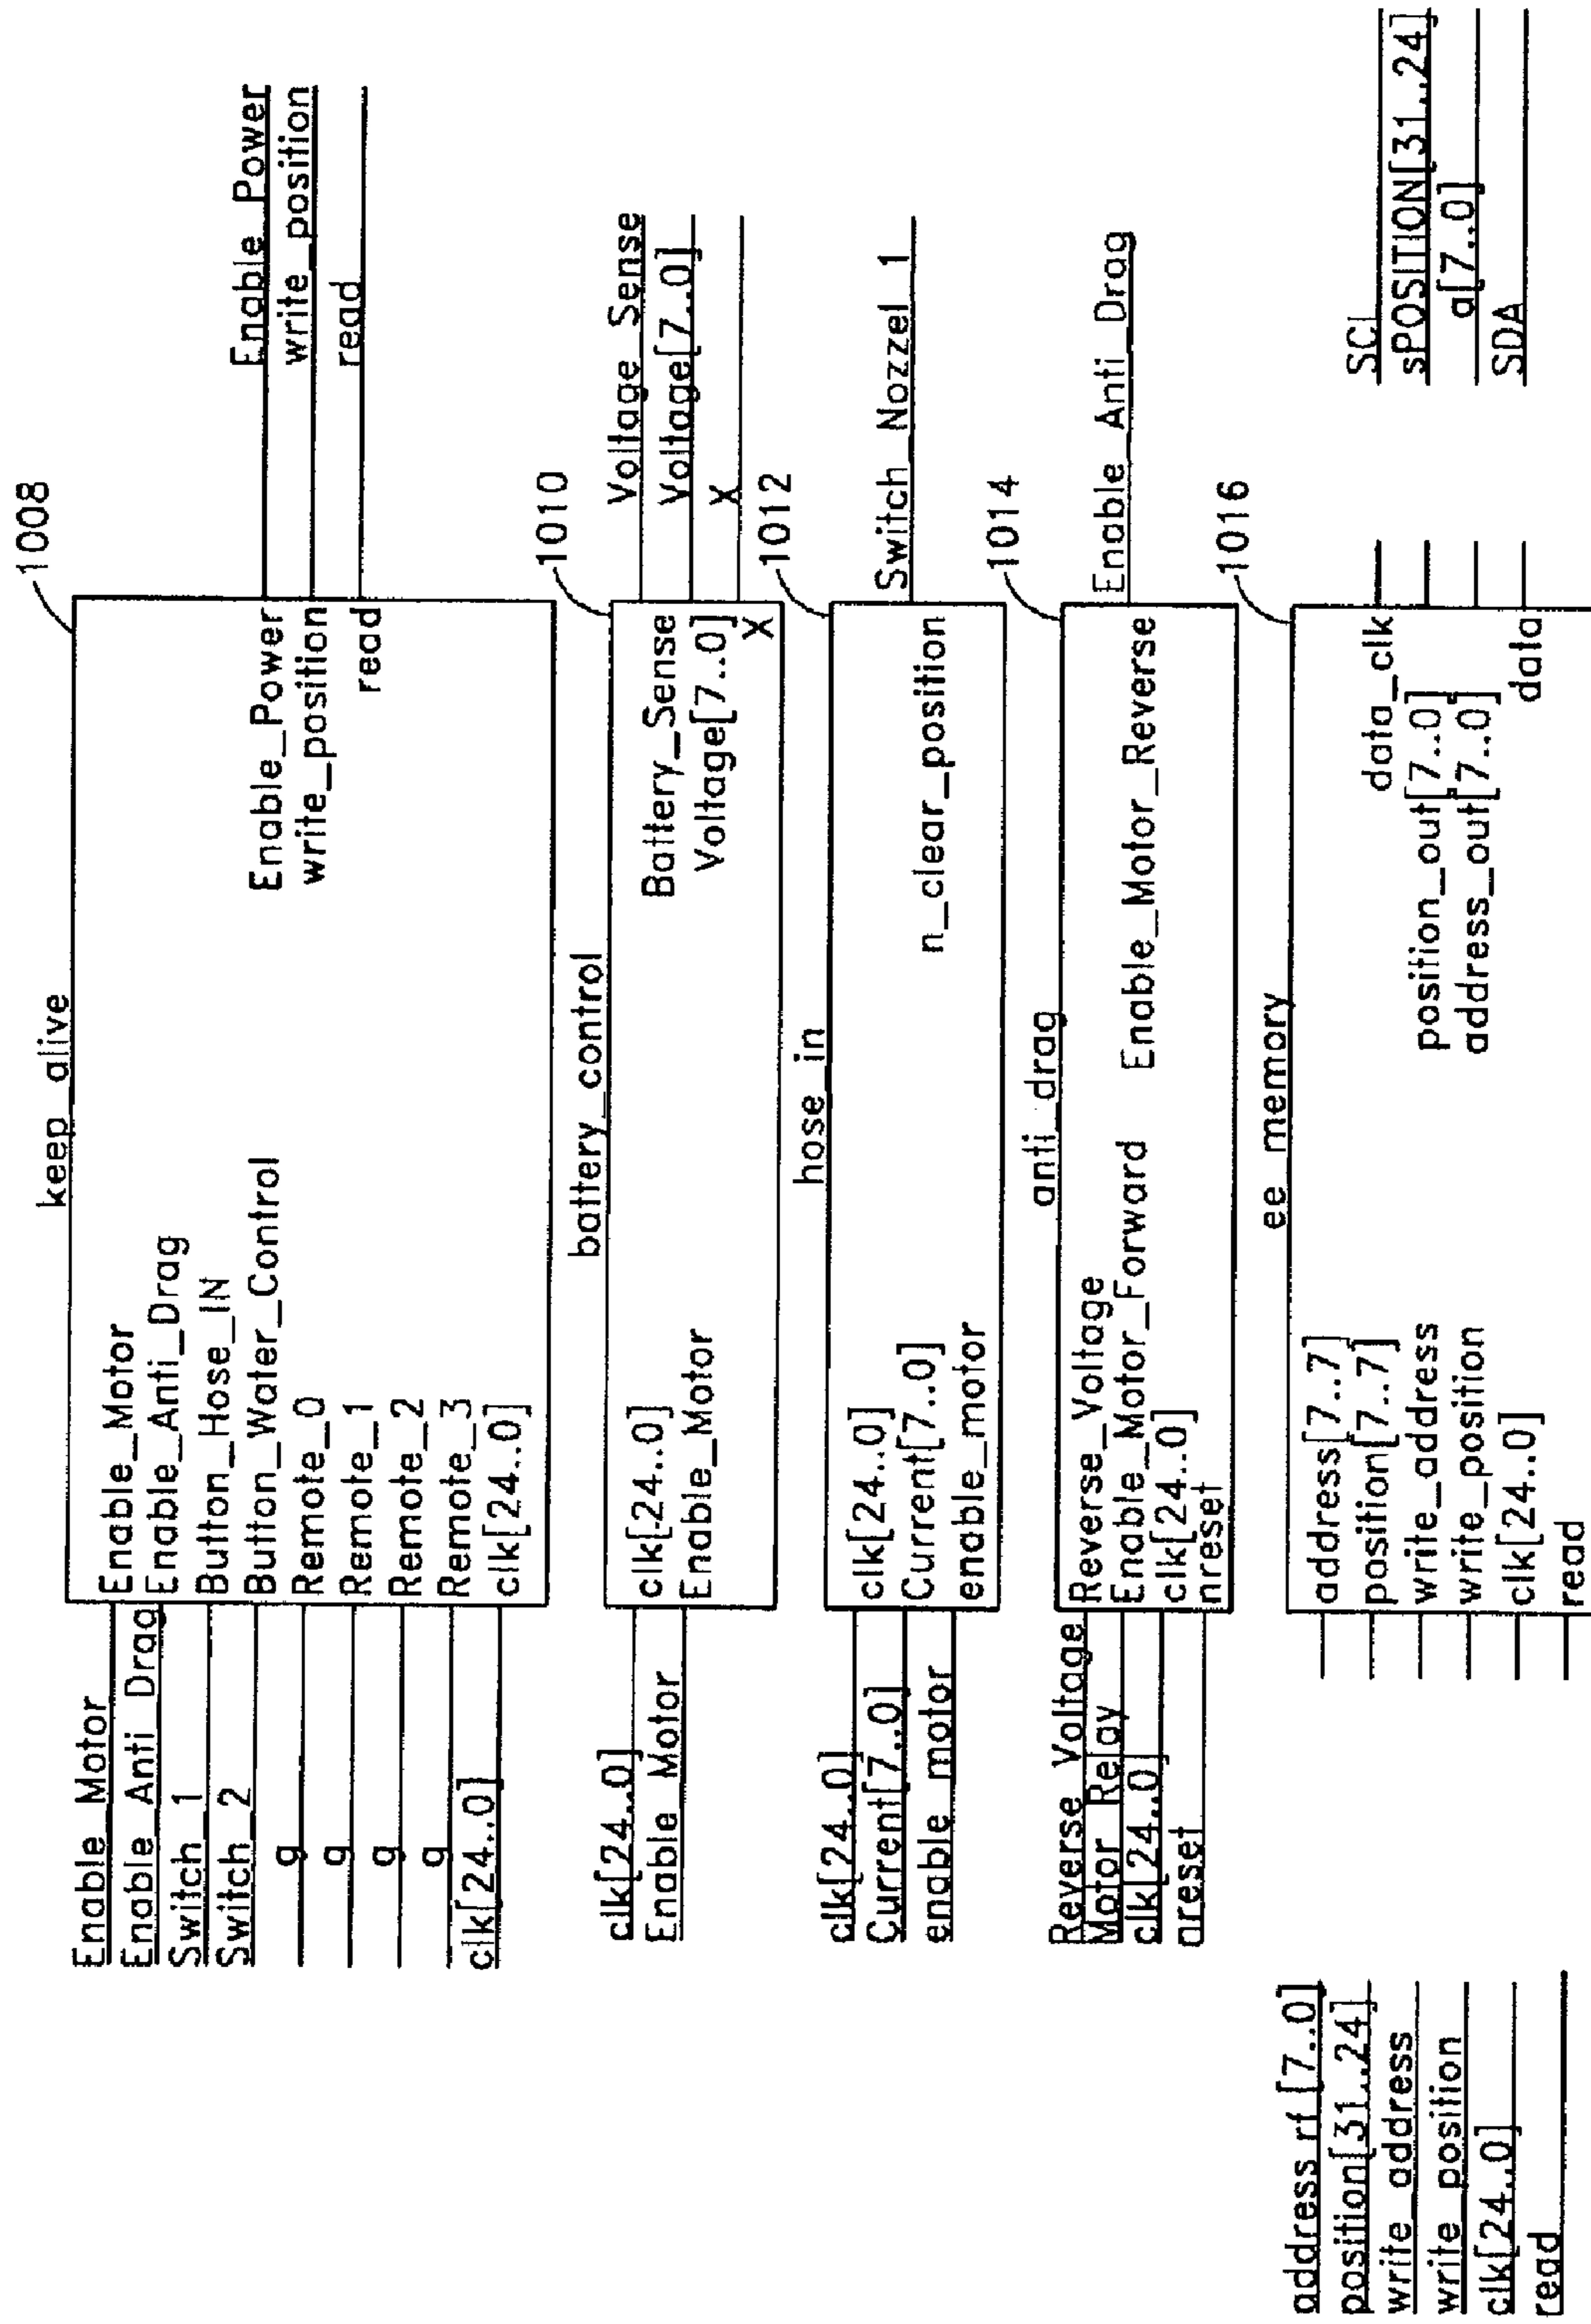 keep_alive
1008
Enable_Motor
Enable_Anti_Drag
Switch_1
Switch_2
g
g
g
g
clk[24..0]
Enable_Motor
Enable_Anti_Drag
Button_Hose_IN
Button_Water_Control
Remote_0
Remote_1
Remote_2
Remote_3
clk[24..0]
Enable_Power
write_position
read
Enable_Power
write_position
read
battery_control
1010
clk[24..0]
Enable_Motor
clk[24..0]
Enable_Motor
Battery_Sense
Voltage[7..0]
X
Voltage_Sense
Voltage[7..0]
X
hose_in
1012
clk[24..0]
Current[7..0]
enable_motor
clk[24..0]
Current[7..0]
enable_motor
n_clear_position
Switch_Nozzel_1
anti_drag
1014
Reverse_Voltage
Motor_Relay
clk[24..0]
nreset
Reverse_Voltage
Enable_Motor_Forward
clk[24..0]
nreset
Enable_Motor_Reverse
Enable_Anti_Drag
ee_memory
1016
address_rf[7..0]
position[31..24]
write_address
write_position
clk[24..0]
read
address[7..7]
position[7..7]
write_address
write_position
clk[24..0]
read
data_clk
position_out[7..0]
address_out[7..0]
data
SCL
sPOSITION[31..24]
a[7..0]
SDA